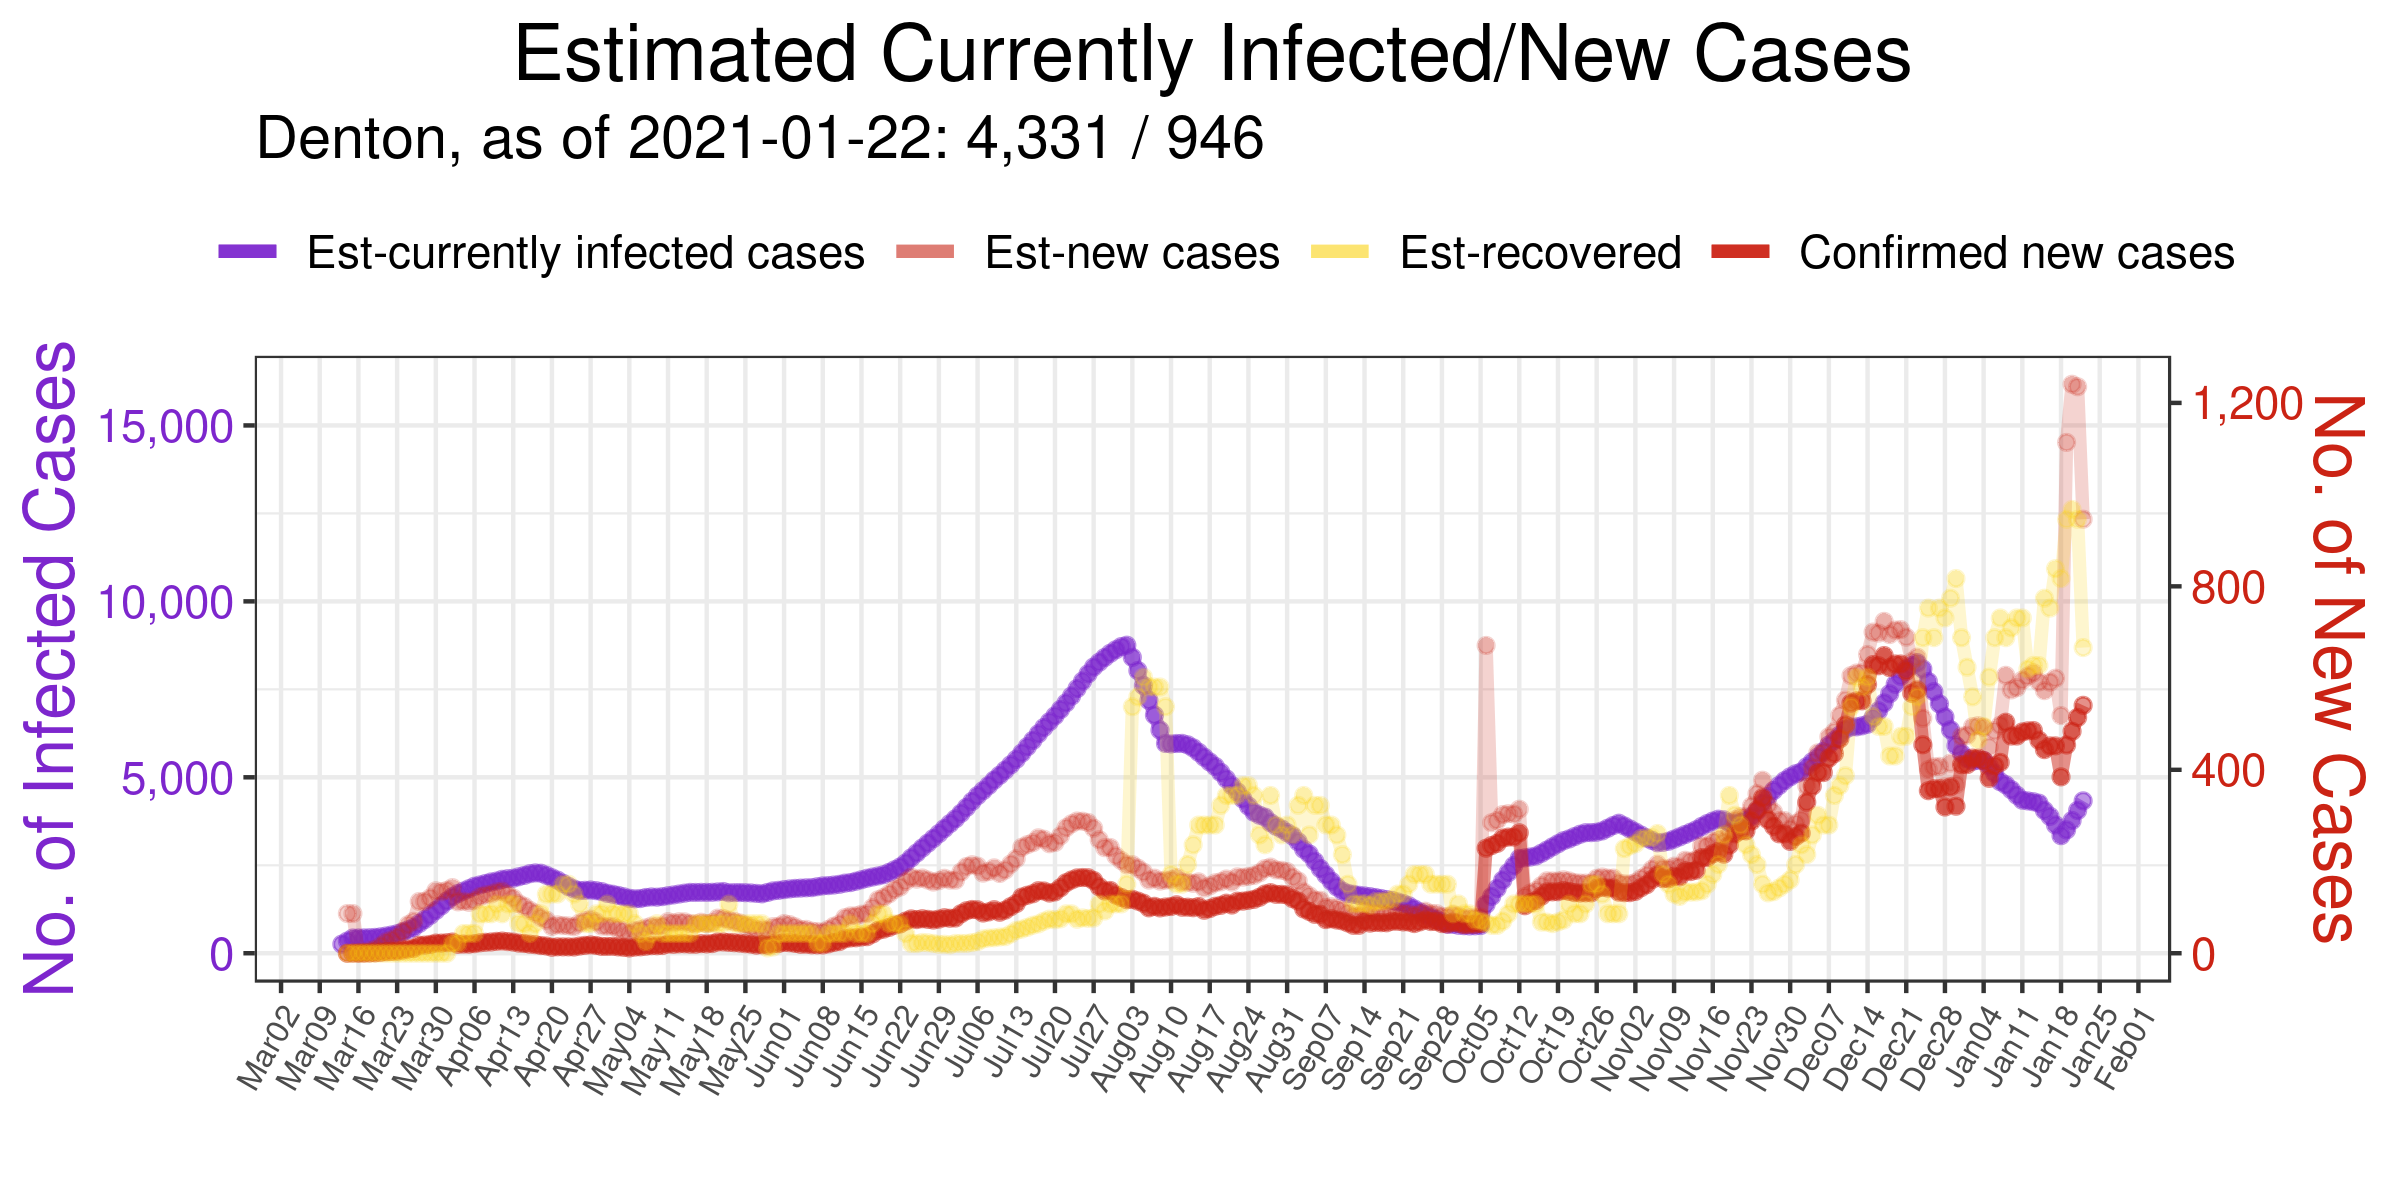 Estimated Currently Infected/New Cases
Denton, as of 2021-01-22: 4,331 / 946
Est-currently infected cases Est-new cases Est-recovered Confirmed new cases
No. of Infected Cases
15,000
10,000
5,000
0
1,200
800
400
0
No. of New Cases
Mar02 Mar09 Mar16 Mar23 Mar30 Apr06 Apr13 Apr20 Apr27 May04 May11 May18 May25 Jun01 Jun08 Jun15 Jun22 Jun29 Jul06 Jul13 Jul20 Jul27 Aug03 Aug10 Aug17 Aug24 Aug31 Sep07 Sep14 Sep21 Sep28 Oct05 Oct12 Oct19 Oct26 Nov02 Nov09 Nov16 Nov23 Nov30 Dec07 Dec14 Dec21 Dec28 Jan04 Jan11 Jan18 Jan25 Feb01